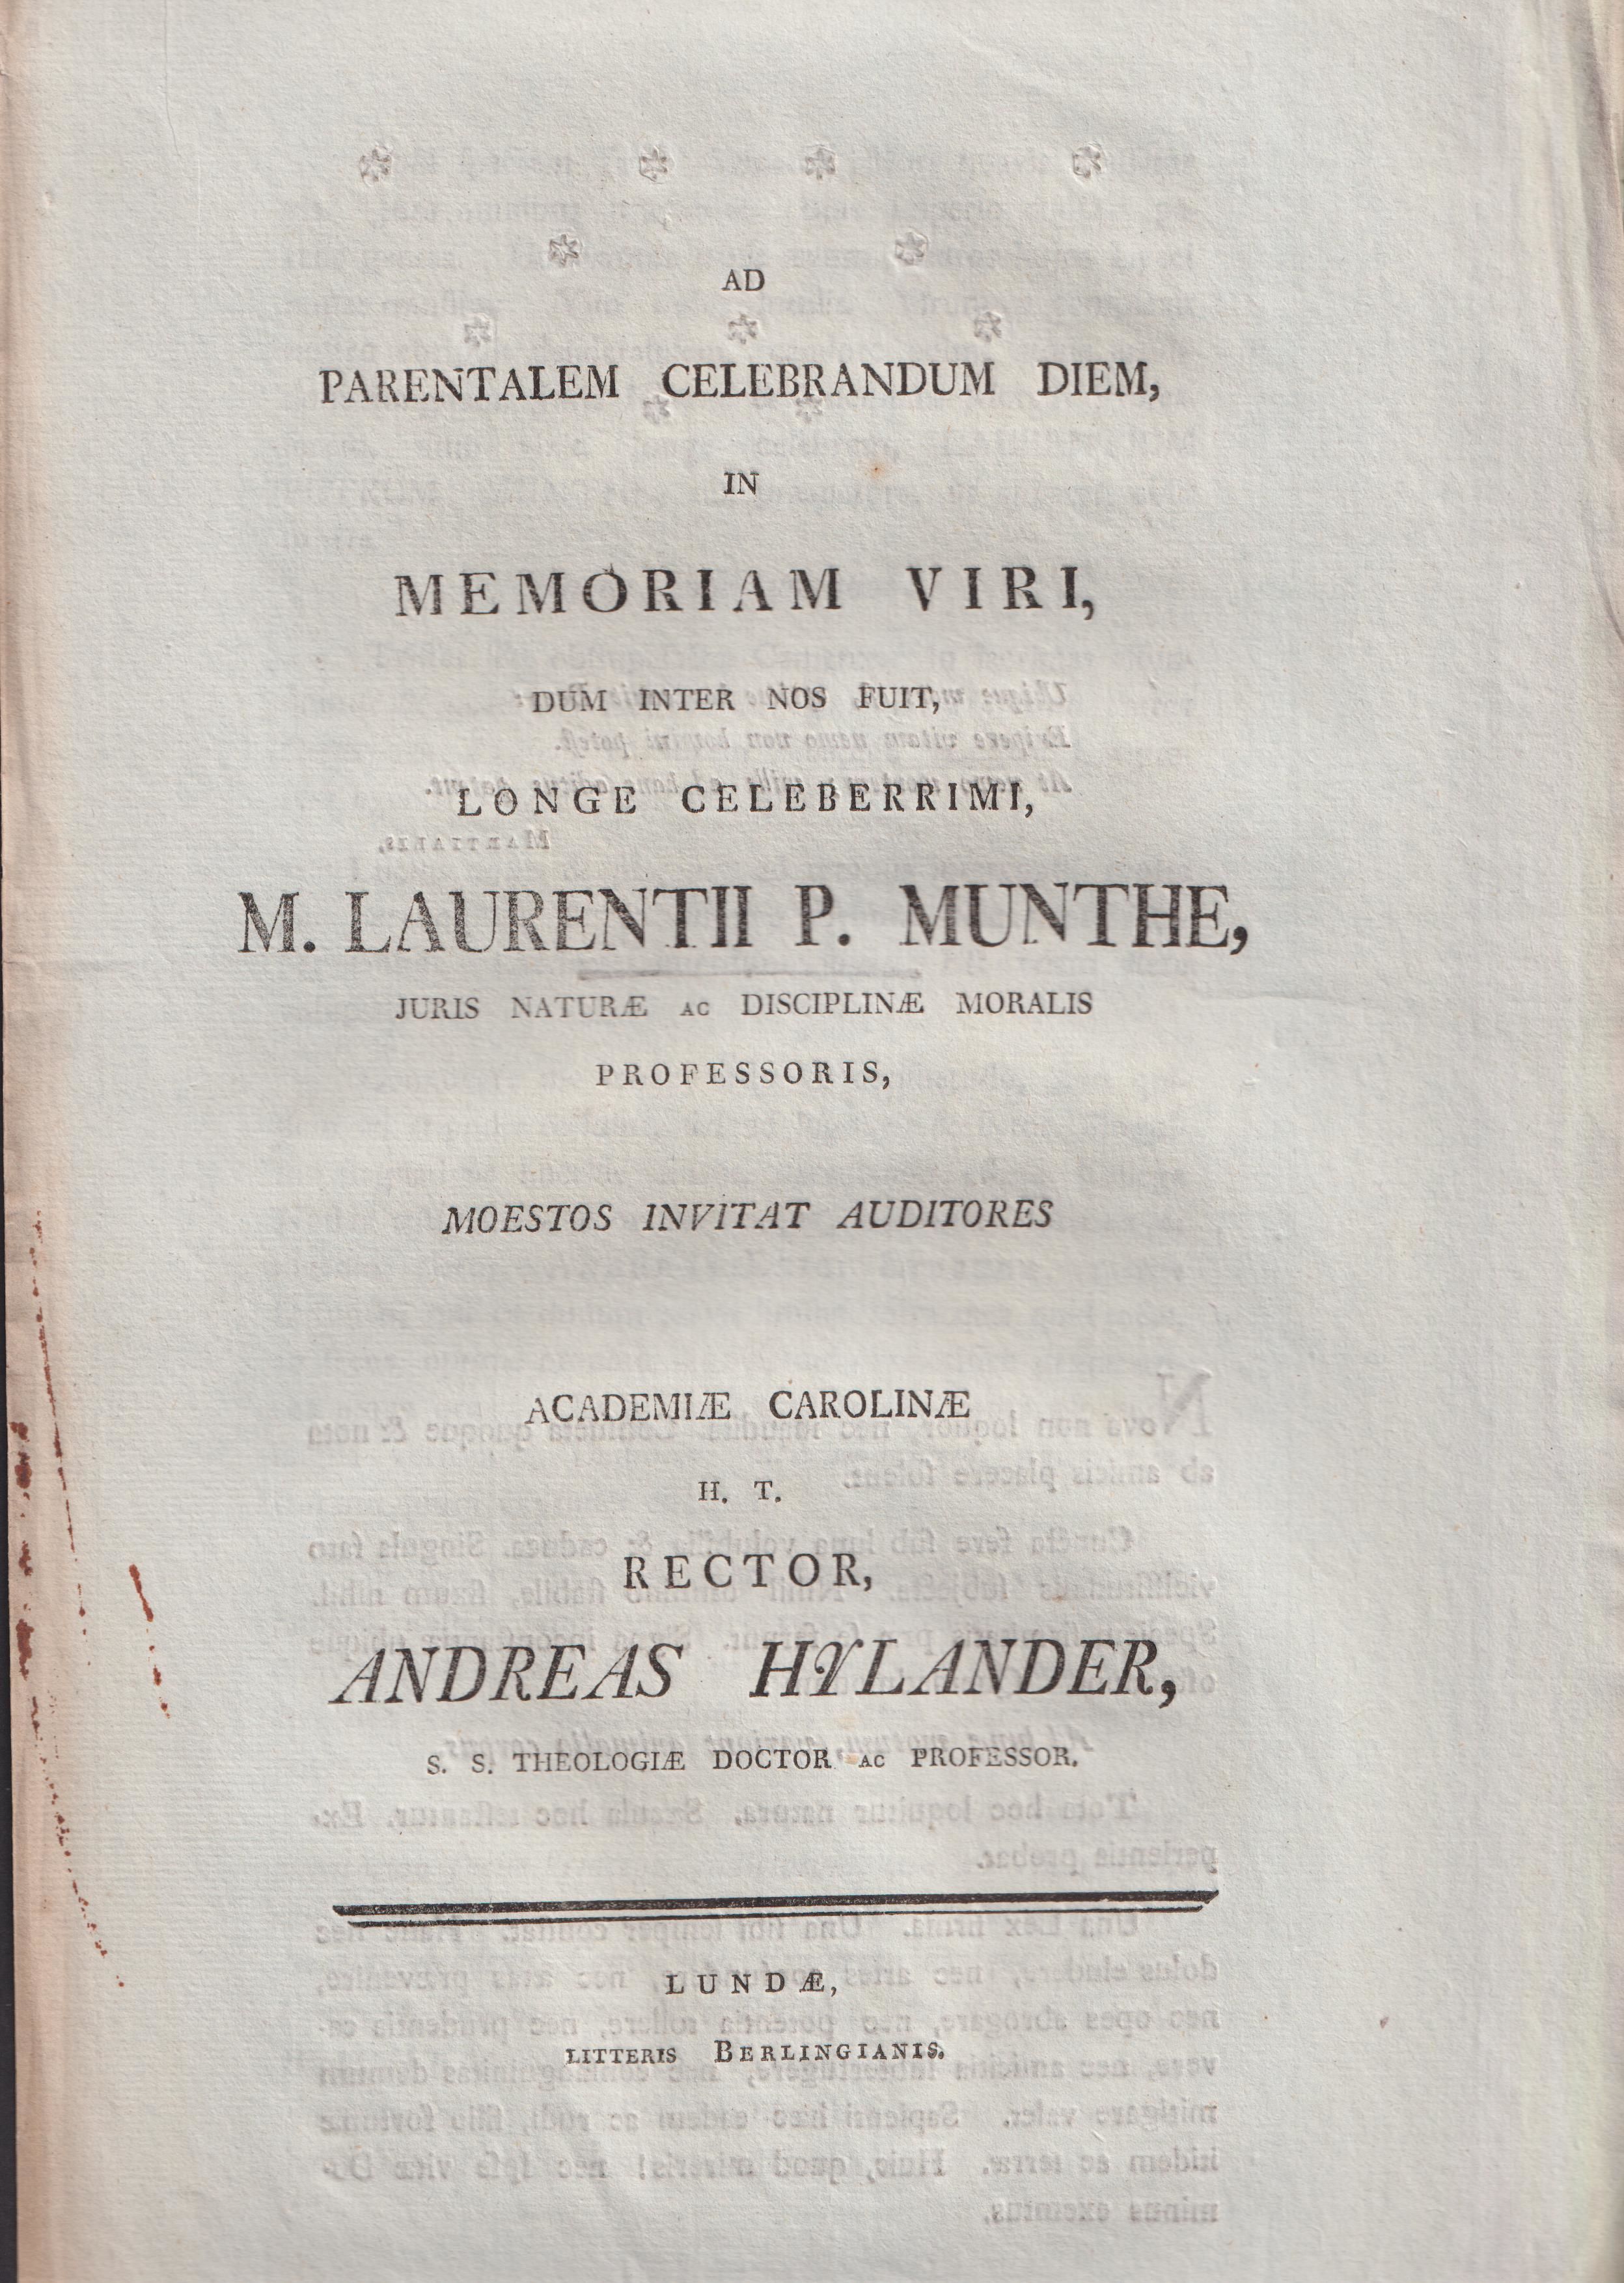 AD
PARENTALEM CELEBRANDUM DIEM,
IN
MEMORIAM VIRI,
DUM INTER NOS FUIT,
LONGE CELEBERRIMI,
M. LAURENTII P. MUNTHE,
JURIS NATURÆ AC DISCIPLINÆ MORALIS
PROFESSORIS,
MOESTOS INVITAT AUDITORES
ACADEMIÆ CAROLINÆ
H. T.
RECTOR,
ANDREAS HYLANDER,
S. S. THEOLOGIÆ DOCTOR AC PROFESSOR.
LUNDÆ,
LITTERIS BERLINGIANIS.